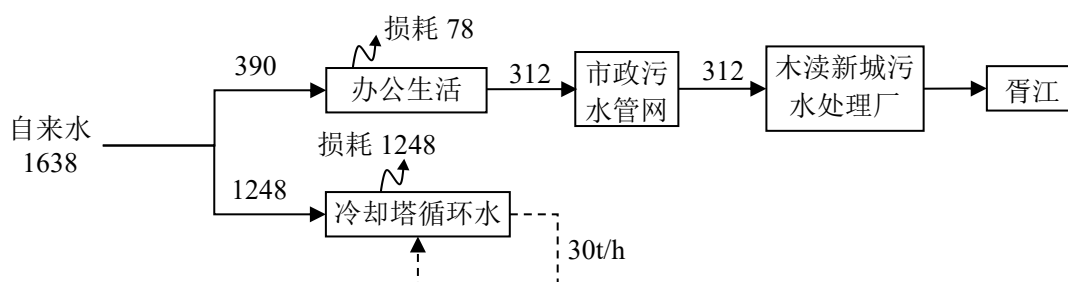 损耗 78
390
办公生活
312
市政污
水管网
312
木渎新城污
水处理厂
胥江
自来水
1638
损耗 1248
1248
冷却塔循环水
30t/h